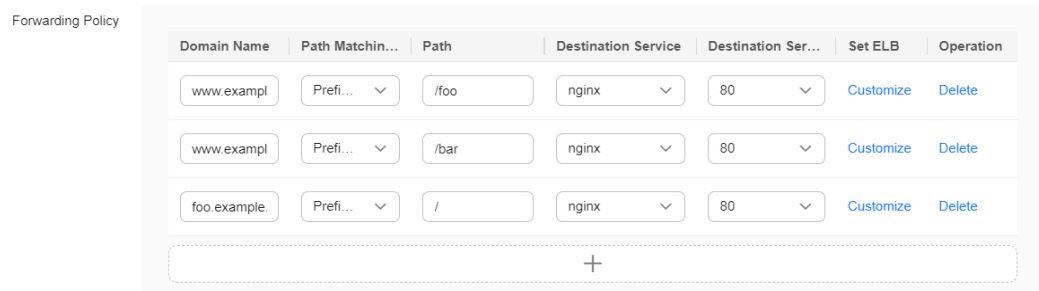 Forwarding Policy
Domain Name Path Matchin... Path Destination Service Destination Ser... Set ELB Operation
www.exampl Prefi... /foo nginx 80 Customize Delete
www.exampl Prefi... /bar nginx 80 Customize Delete
foo.example. Prefi... / nginx 80 Customize Delete
+